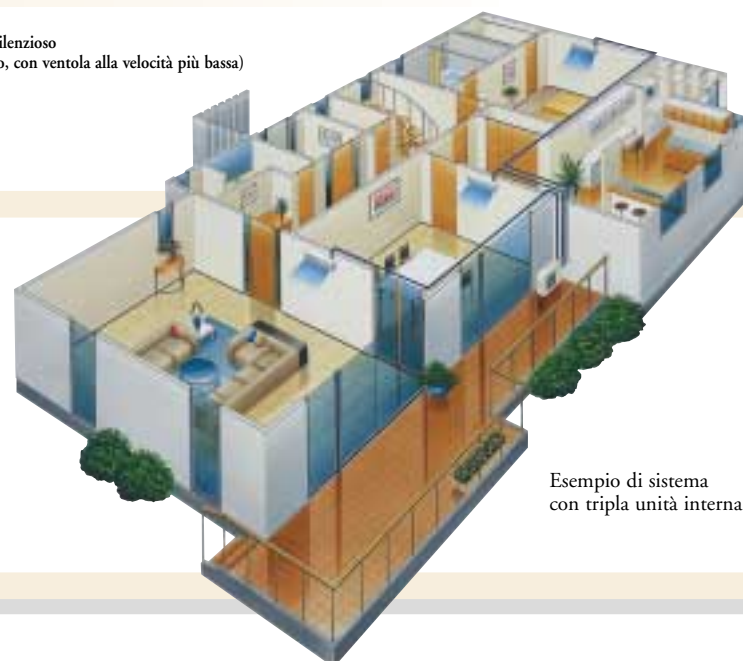 ilenzioso
o, con ventola alla velocità più bassa)
Esempio di sistema
con tripla unità interna